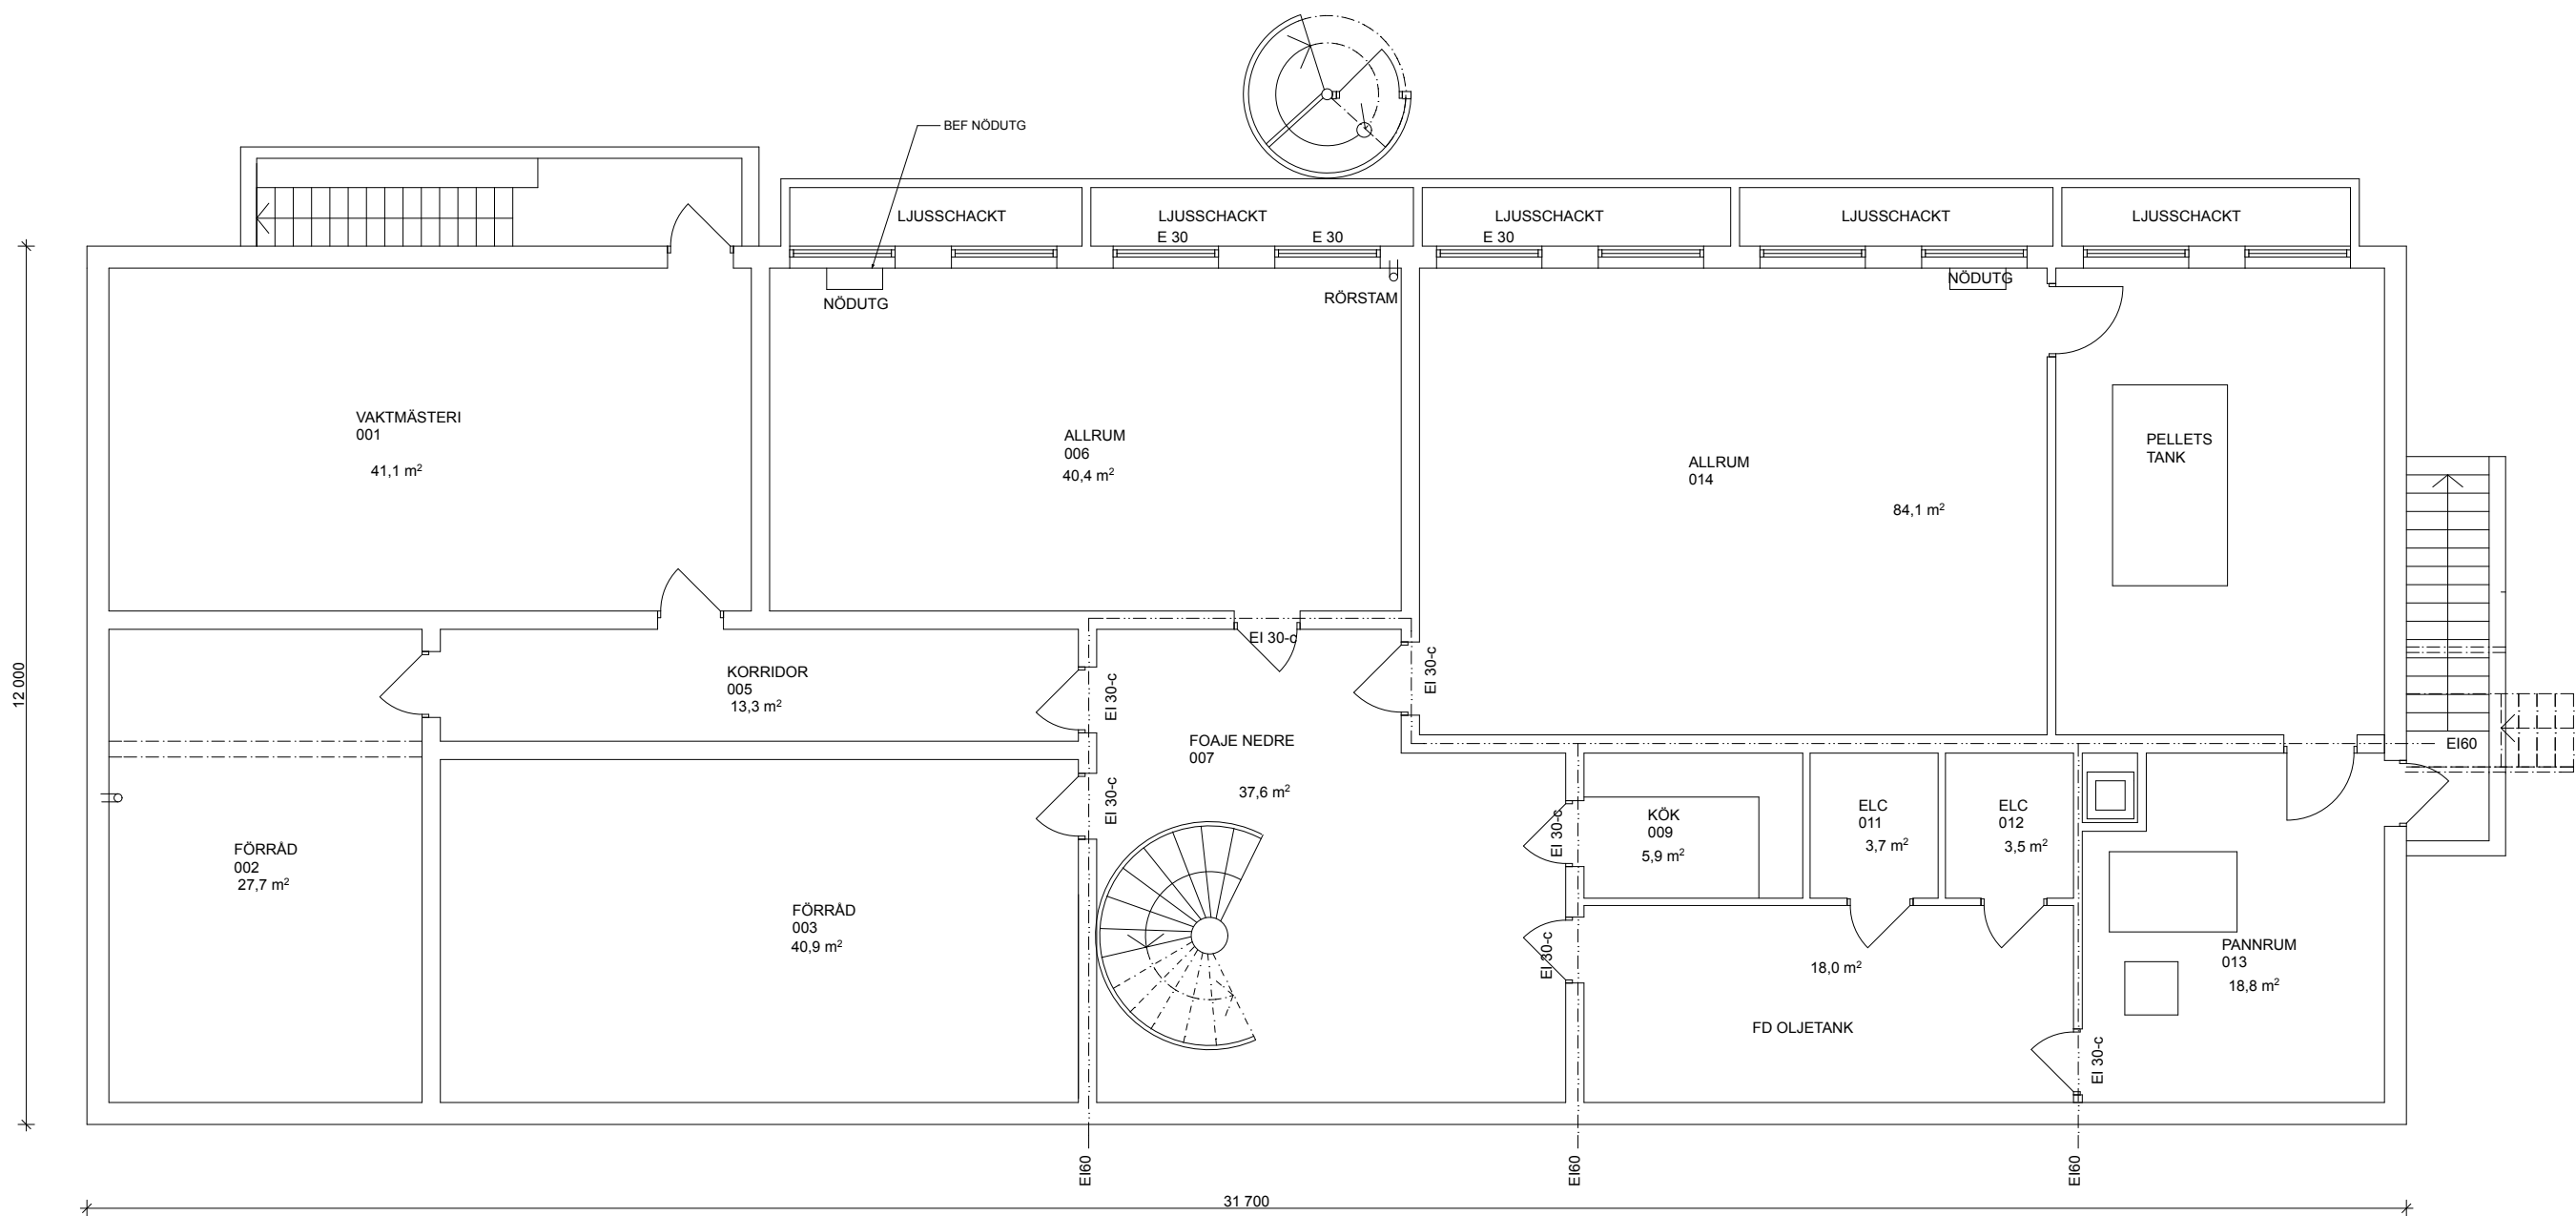 BEF NÖDUTG
LJUSSCHACKT
LJUSSCHACKT
LJUSSCHACKT
LJUSSCHACKT
LJUSSCHACKT
E 30
E 30
E 30
NÖDUTG
RÖRSTAM
NÖDUTG
VAKTMÄSTERI
001
41,1 m²
ALLRUM
006
40,4 m²
ALLRUM
014
84,1 m²
PELLETS
TANK
12 000
KORRIDOR
005
13,3 m²
EI 30-c
EI 30-c
EI 30-c
EI 30-c
FOAJE NEDRE
007
37,6 m²
EI60
FÖRRÅD
002
27,7 m²
FÖRRÅD
003
40,9 m²
EI 30-c
KÖK
009
5,9 m²
ELC
011
3,7 m²
ELC
012
3,5 m²
EI 30-c
18,0 m²
FD OLJETANK
PANNRUM
013
18,8 m²
EI 30-c
EI60
EI60
EI60
31 700